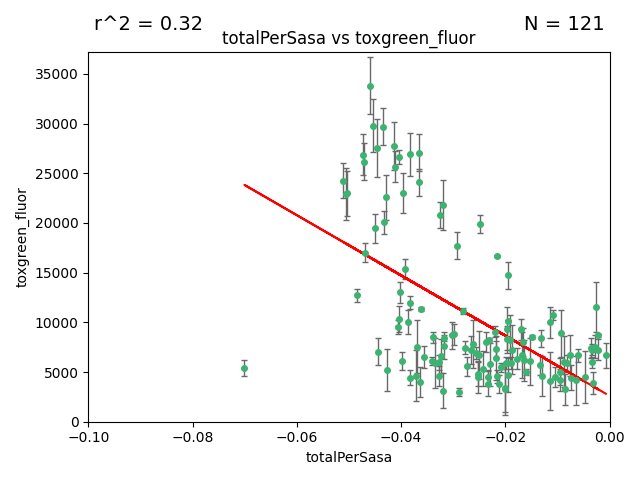 r^2 = 0.32
N = 121
totalPerSasa vs toxgreen_fluor
35000
30000
25000
20000
15000
10000
5000
0
toxgreen_fluor
−0.10
−0.08
−0.06
−0.04
−0.02
0.00
totalPerSasa